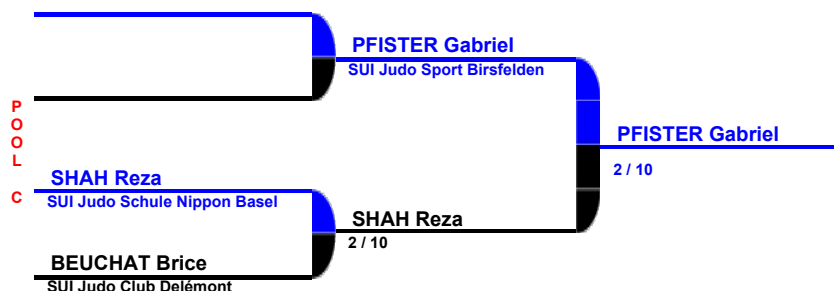 POOL C
PFISTER Gabriel
SUI Judo Sport Birsfelden
PFISTER Gabriel
2 / 10
SHAH Reza
SUI Judo Schule Nippon Basel
SHAH Reza
2 / 10
BEUCHAT Brice
SUI Judo Club Delémont